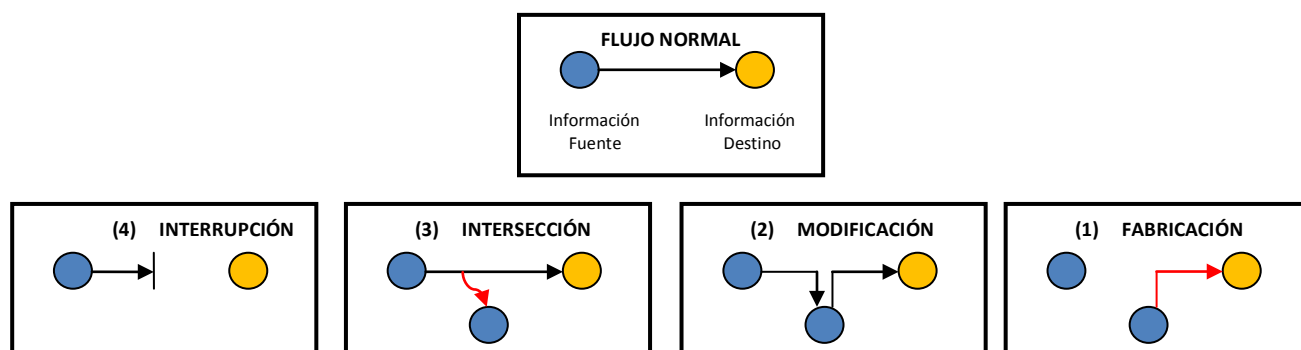 FLUJO NORMAL
Información Información
Fuente Destino
(4) INTERRUPCIÓN
(3) INTERSECCIÓN
(2) MODIFICACIÓN
(1) FABRICACIÓN